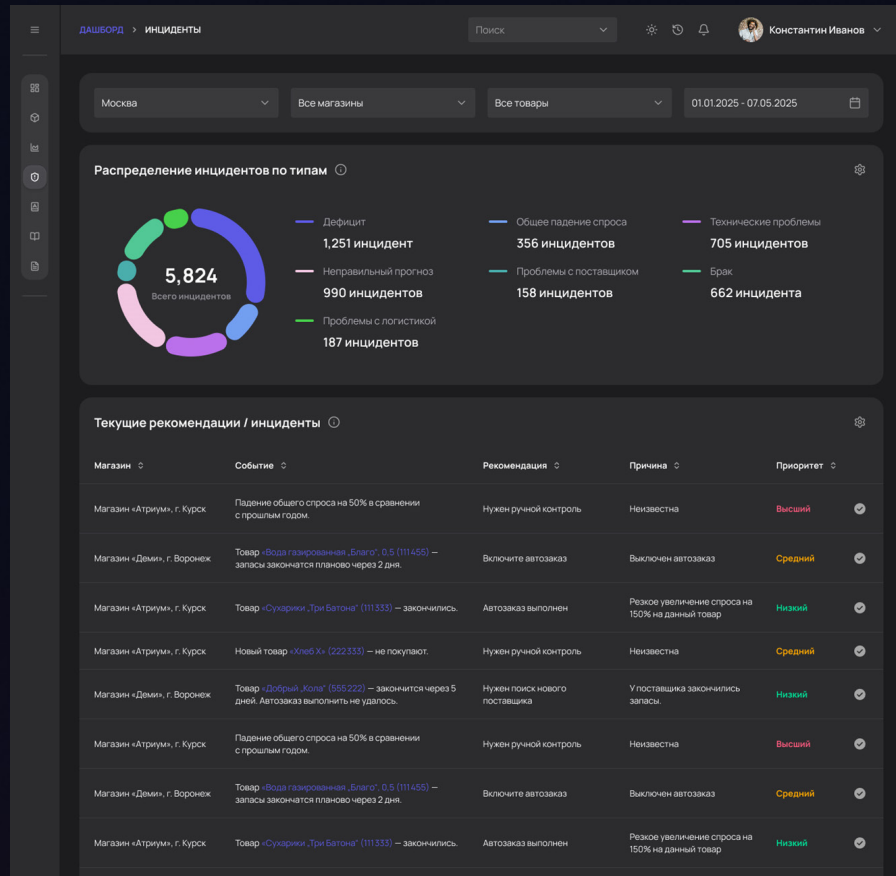 ДАШБОРД > ИНЦИДЕНТЫ
Поиск
Константин Иванов
Москва
Все магазины
Все товары
01.01.2025 - 07.05.2025
Распределение инцидентов по типам
5,824
Всего инцидентов
Дефицит
1,251 инцидент
Общее падение спроса
356 инцидентов
Технические проблемы
705 инцидентов
Неправильный прогноз
990 инцидентов
Проблемы с поставщиком
158 инцидентов
Брак
662 инцидента
Проблемы с логистикой
187 инцидентов
Текущие рекомендации / инциденты
Магазин
Событие
Рекомендация
Причина
Приоритет
Магазин «Атриум», г. Курск
Падение общего спроса на 50% в сравнении
с прошлым годом.
Нужен ручной контроль
Неизвестна
Высший
Магазин «Деми», г. Воронеж
Товар «Вода газированная „Благо“, 0,5 (111455) —
запасы закончатся планово через 2 дня.
Включите автозаказ
Выключен автозаказ
Средний
Магазин «Атриум», г. Курск
Товар «Сухарики „Три Батона“ (111333) — закончились.
Автозаказ выполнен
Резкое увеличение спроса на
150% на данный товар
Низкий
Магазин «Атриум», г. Курск
Новый товар «Хлеб Х» (222333) — не покупают.
Нужен ручной контроль
Неизвестна
Средний
Магазин «Деми», г. Воронеж
Товар «Добрый „Кола“ (555222) — закончится через 5
дней. Автозаказ выполнить не удалось.
Нужен поиск нового
поставщика
У поставщика закончились
запасы.
Низкий
Магазин «Атриум», г. Курск
Падение общего спроса на 50% в сравнении
с прошлым годом.
Нужен ручной контроль
Неизвестна
Высший
Магазин «Деми», г. Воронеж
Товар «Вода газированная „Благо“, 0,5 (111455) —
запасы закончатся планово через 2 дня.
Включите автозаказ
Выключен автозаказ
Средний
Магазин «Атриум», г. Курск
Товар «Сухарики „Три Батона“ (111333) — закончились.
Автозаказ выполнен
Резкое увеличение спроса на
150% на данный товар
Низкий